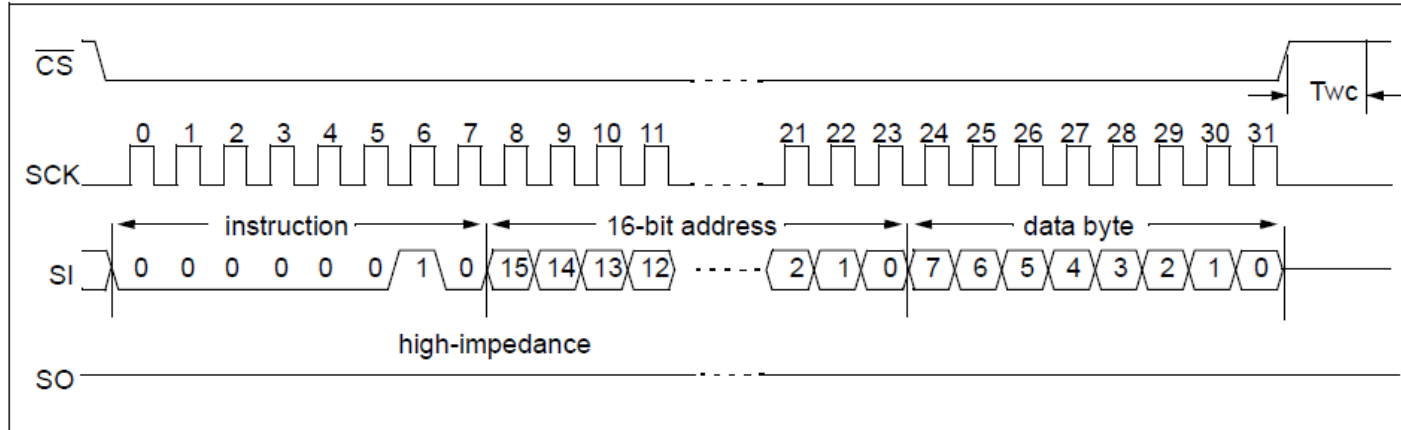 CS Twc
0 1 2 3 4 5 6 7 8 9 10 11 21 22 23 24 25 26 27 28 29 30 31
SCK
instruction 16-bit address data byte
SI 0 0 0 0 0 0 1 0 15 14 13 12 2 1 0 7 6 5 4 3 2 1 0
high-impedance
SO